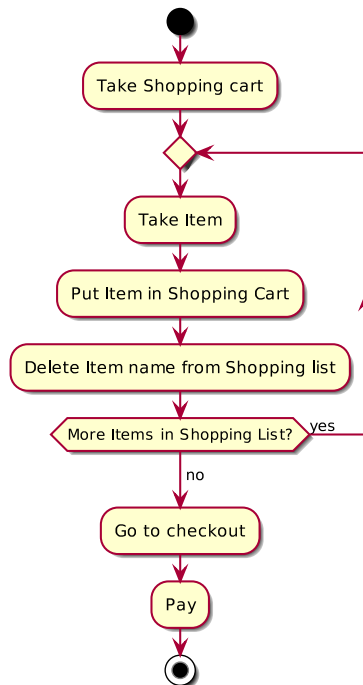 Take Shopping cart
Take Item
Put Item in Shopping Cart
Delete Item name from Shopping list
More Items in Shopping List?
yes
no
Go to checkout
Pay